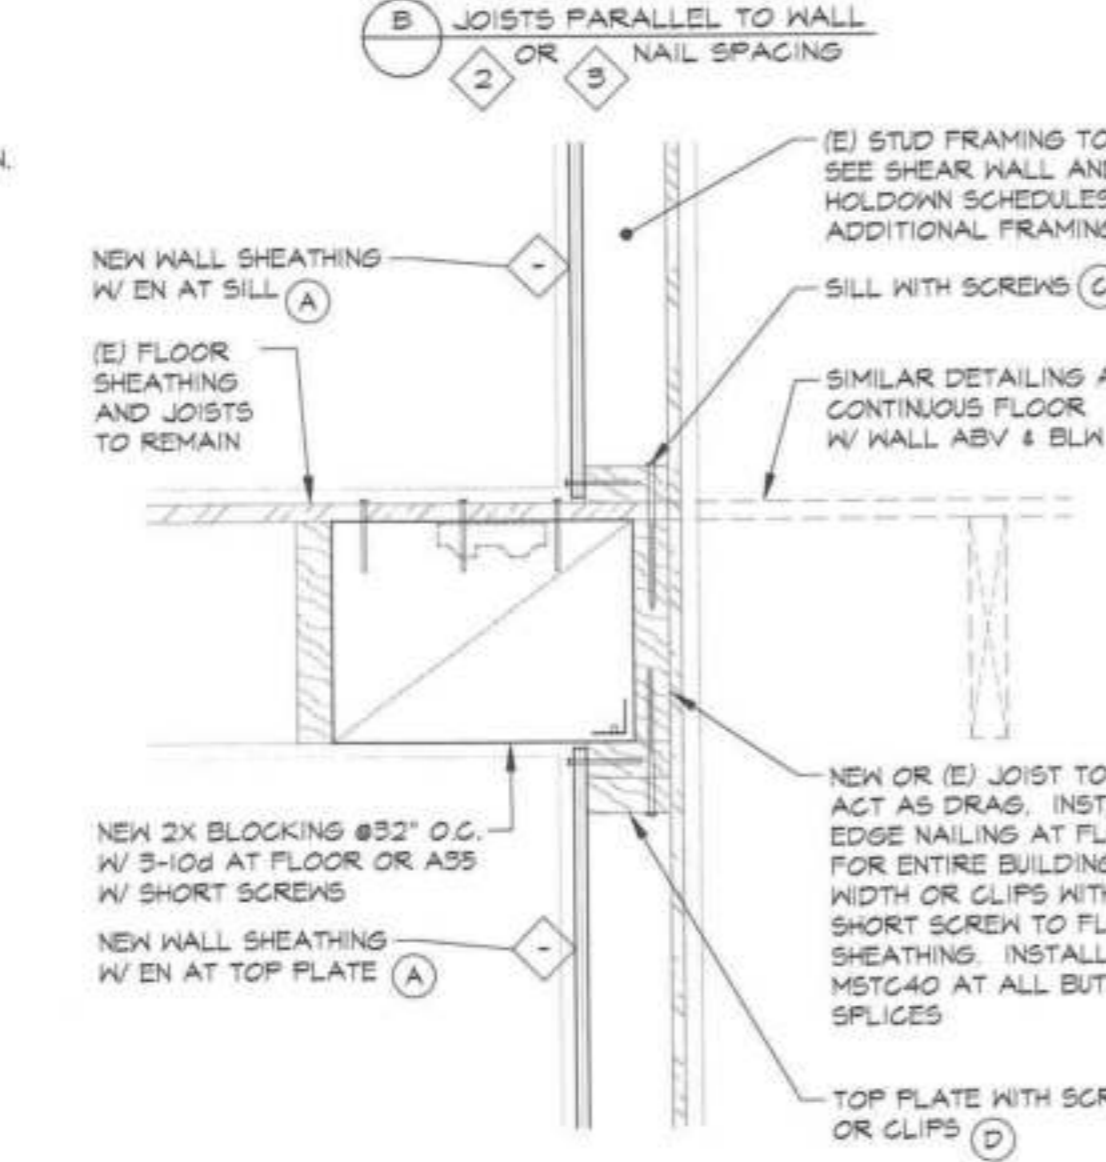 B JOISTS PARALLEL TO WALL
2 OR 3 NAIL SPACING
N.
(E) STUD FRAMING TO
SEE SHEAR WALL AND
HOLDOWN SCHEDULES
ADDITIONAL FRAMING
NEW WALL SHEATHING
W/ EN AT SILL A
-
SILL WITH SCREWS C
(E) FLOOR
SHEATHING
AND JOISTS
TO REMAIN
SIMILAR DETAILING A
CONTINUOUS FLOOR
W/ WALL ABV & BLW
NEW OR (E) JOIST TO
ACT AS DRAG. INST
EDGE NAILING AT FL
FOR ENTIRE BUILDING
WIDTH OR CLIPS WITH
SHORT SCREW TO FL
SHEATHING. INSTALL
MSTC40 AT ALL BUT
SPLICES
NEW 2X BLOCKING @32" O.C.
W/ 3-10d AT FLOOR OR A35
W/ SHORT SCREWS
NEW WALL SHEATHING
W/ EN AT TOP PLATE A
-
TOP PLATE WITH SCR
OR CLIPS D